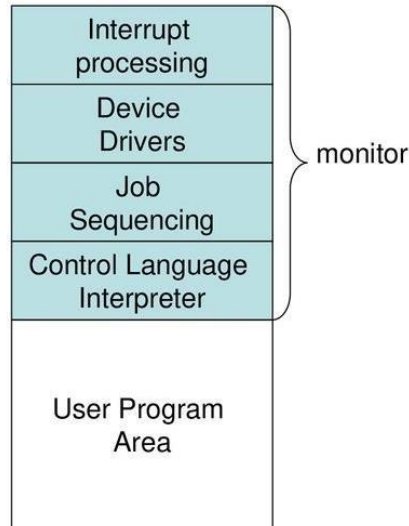 Interrupt
processing
Device
Drivers
monitor
Job
Sequencing
Control Language
Interpreter
User Program
Area